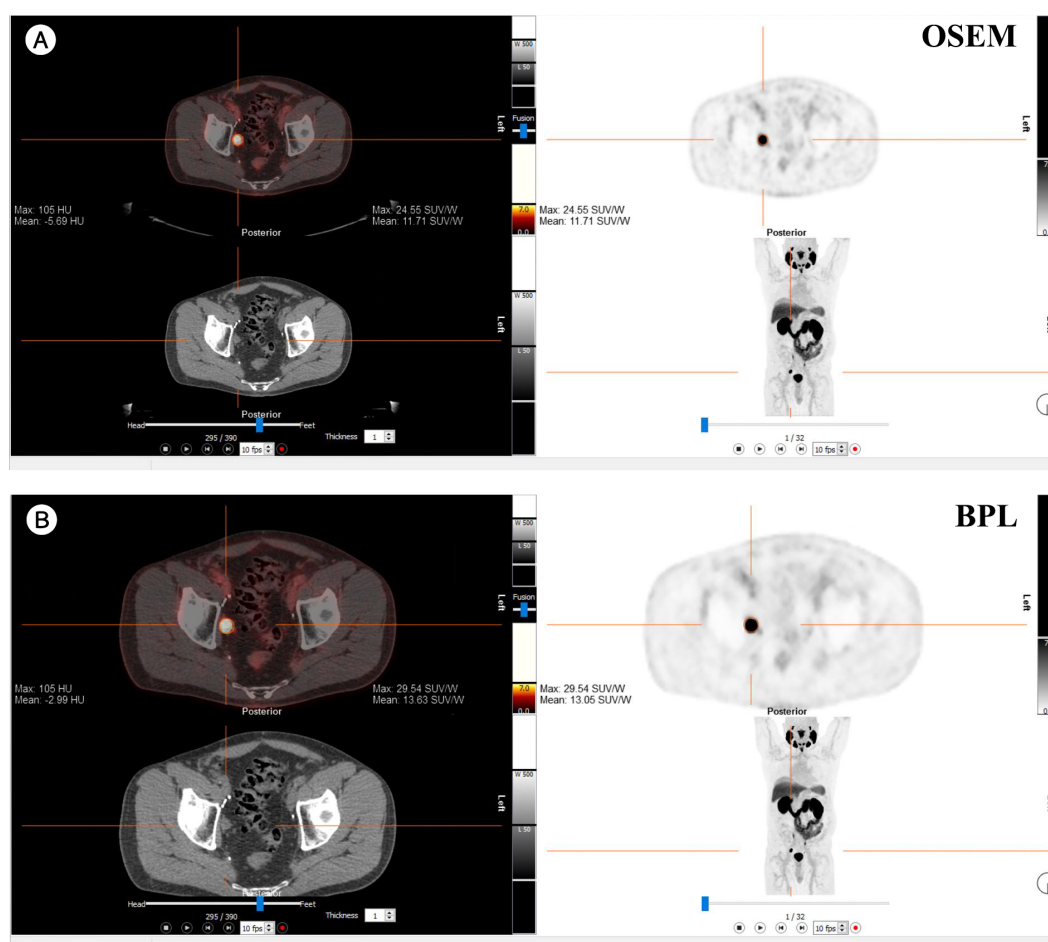 A
OSEM
W 500
L 50
Fusion
Left
Left
Max: 105 HU
Mean: -5.69 HU
Max: 24.55 SUV/W
Mean: 11.71 SUV/W
7.0
0.0
Max: 24.55 SUV/W
Mean: 11.71 SUV/W
Posterior
Posterior
W 500
Left
L 50
Posterior
Head
Feet
295 / 390
Thickness
1
10 fps
1 / 32
10 fps
B
BPL
W 500
L 50
Fusion
Left
Left
Max: 105 HU
Mean: -2.99 HU
Max: 29.54 SUV/W
Mean: 13.63 SUV/W
7.0
0.0
Max: 29.54 SUV/W
Mean: 13.05 SUV/W
Posterior
Posterior
W 500
Left
L 50
Posterior
Head
Feet
295 / 390
Thickness
1
10 fps
1 / 32
10 fps